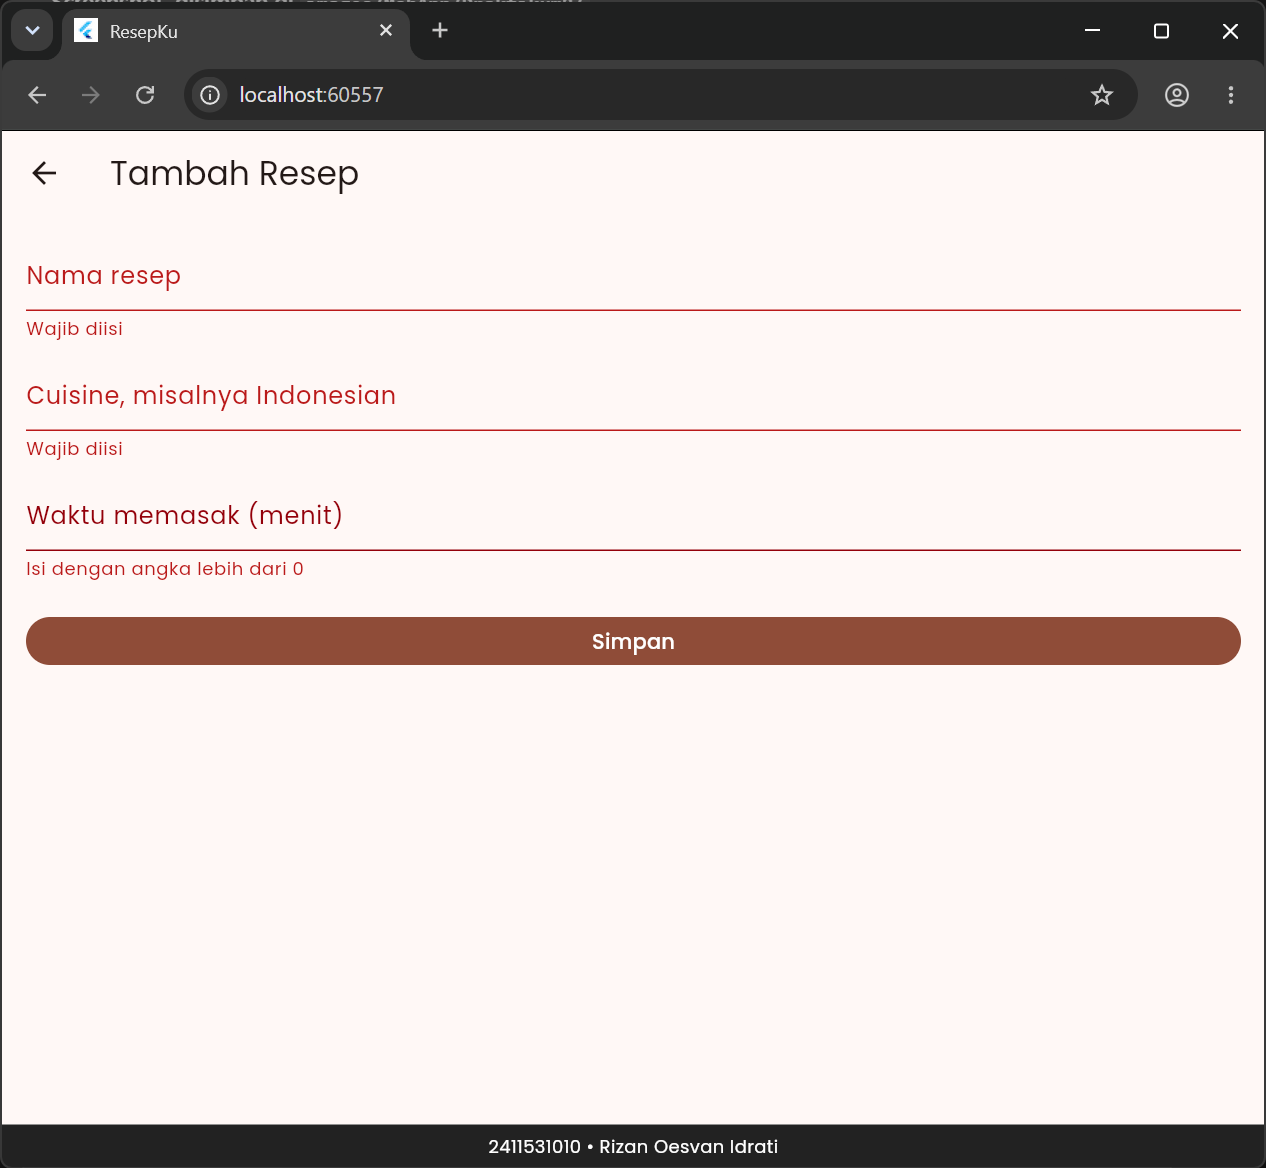 ResepKu
localhost:60557
Tambah Resep
Nama resep
Wajib diisi
Cuisine, misalnya Indonesian
Wajib diisi
Waktu memasak (menit)
Isi dengan angka lebih dari 0
Simpan
2411531010 • Rizan Oesvan Idrati